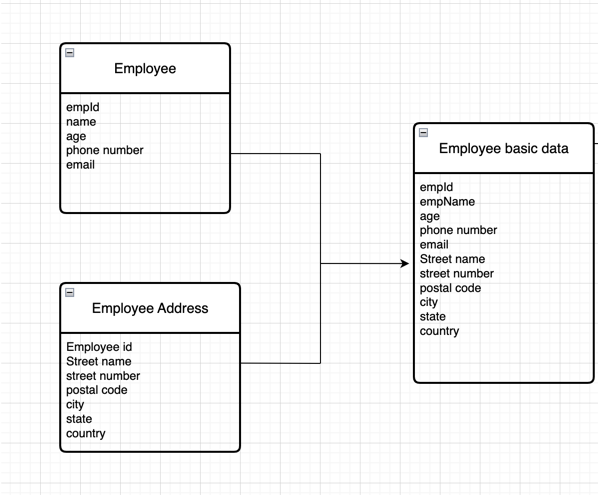 Employee
empId
name
age
phone number
email
Employee Address
Employee id
Street name
street number
postal code
city
state
country
Employee basic data
empId
empName
age
phone number
email
Street name
street number
postal code
city
state
country